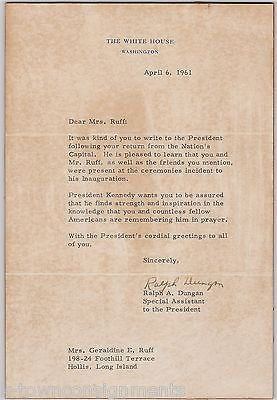 THE WHITE HOUSE
WASHINGTON
April 6, 1961
Dear Mrs. Ruff:
It was kind of you to write to the President
following your return from the Nation's
Capital. He is pleased to learn that you and
Mr. Ruff, as well as the friends you mention,
were present at the ceremonies incident to
his inauguration.
President Kennedy wants you to be assured
that he finds strength and inspiration in the
knowledge that you and countless fellow
Americans are remembering him in prayer.
With the President's cordial greetings to all
of you.
Sincerely,
Ralph Dungan
Ralph A. Dungan
Special Assistant
to the President
Mrs. Geraldine E. Ruff
198-24 Foothill Terrace
Hollis, Long Island
e-townconsignments